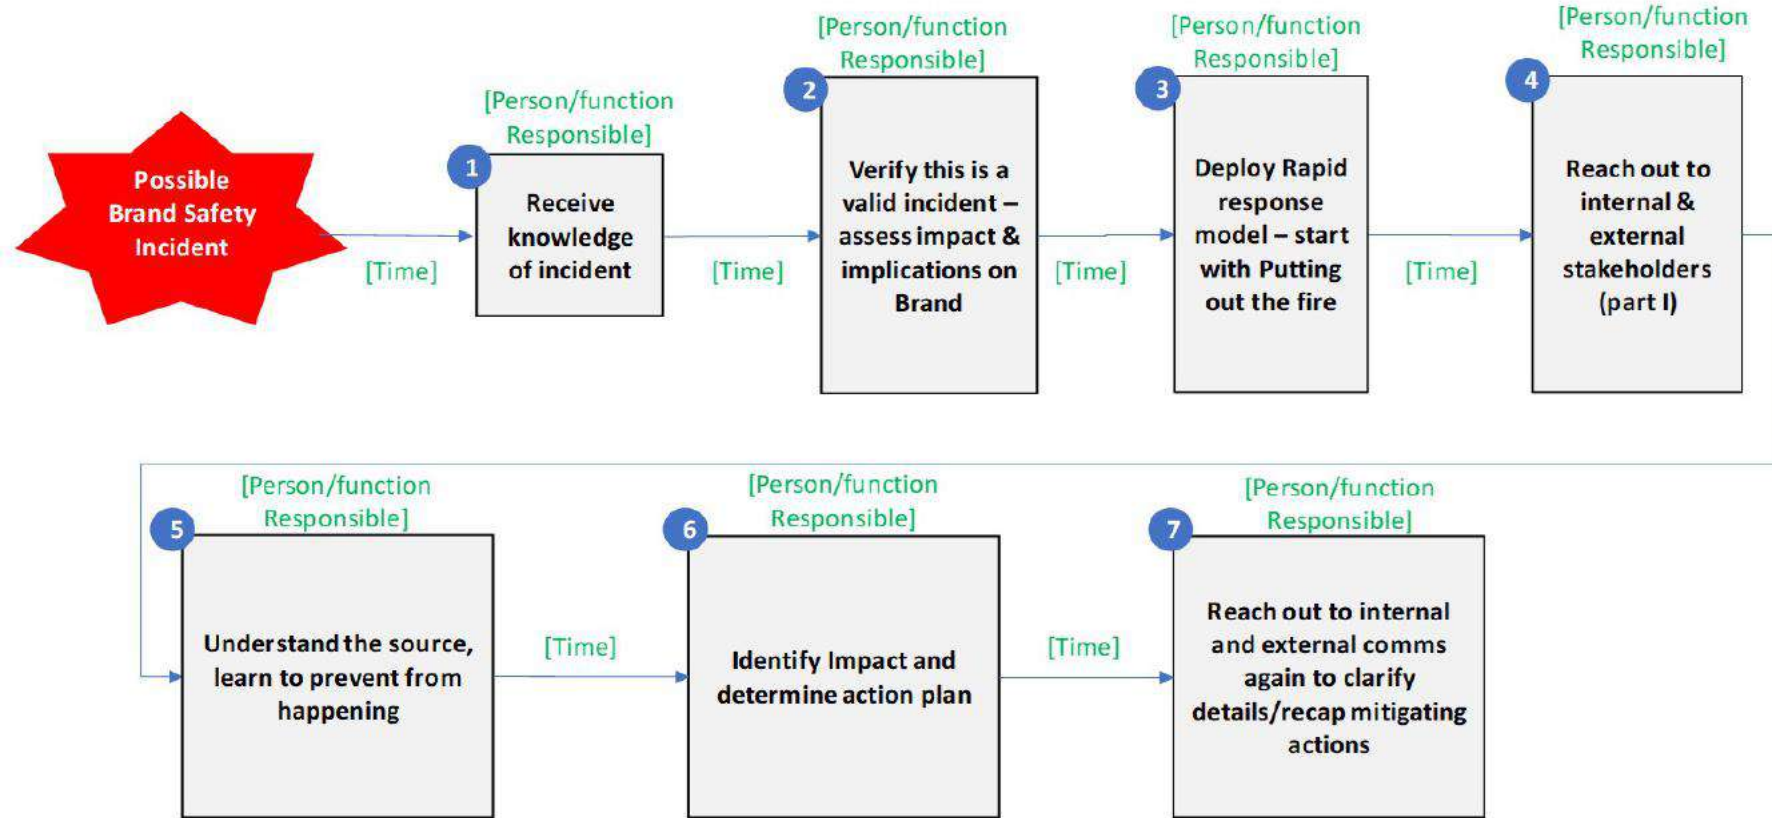 Possible
Brand Safety
Incident
[Time]
[Person/function
Responsible]
1
Receive
knowledge
of incident
[Time]
[Person/function
Responsible]
2
Verify this is a
valid incident –
assess impact &
implications on
Brand
[Time]
[Person/function
Responsible]
3
Deploy Rapid
response
model – start
with Putting
out the fire
[Time]
[Person/function
Responsible]
4
Reach out to
internal &
external
stakeholders
(part I)
[Person/function
Responsible]
5
Understand the source,
learn to prevent from
happening
[Time]
[Person/function
Responsible]
6
Identify Impact and
determine action plan
[Time]
[Person/function
Responsible]
7
Reach out to internal
and external comms
again to clarify
details/recap mitigating
actions